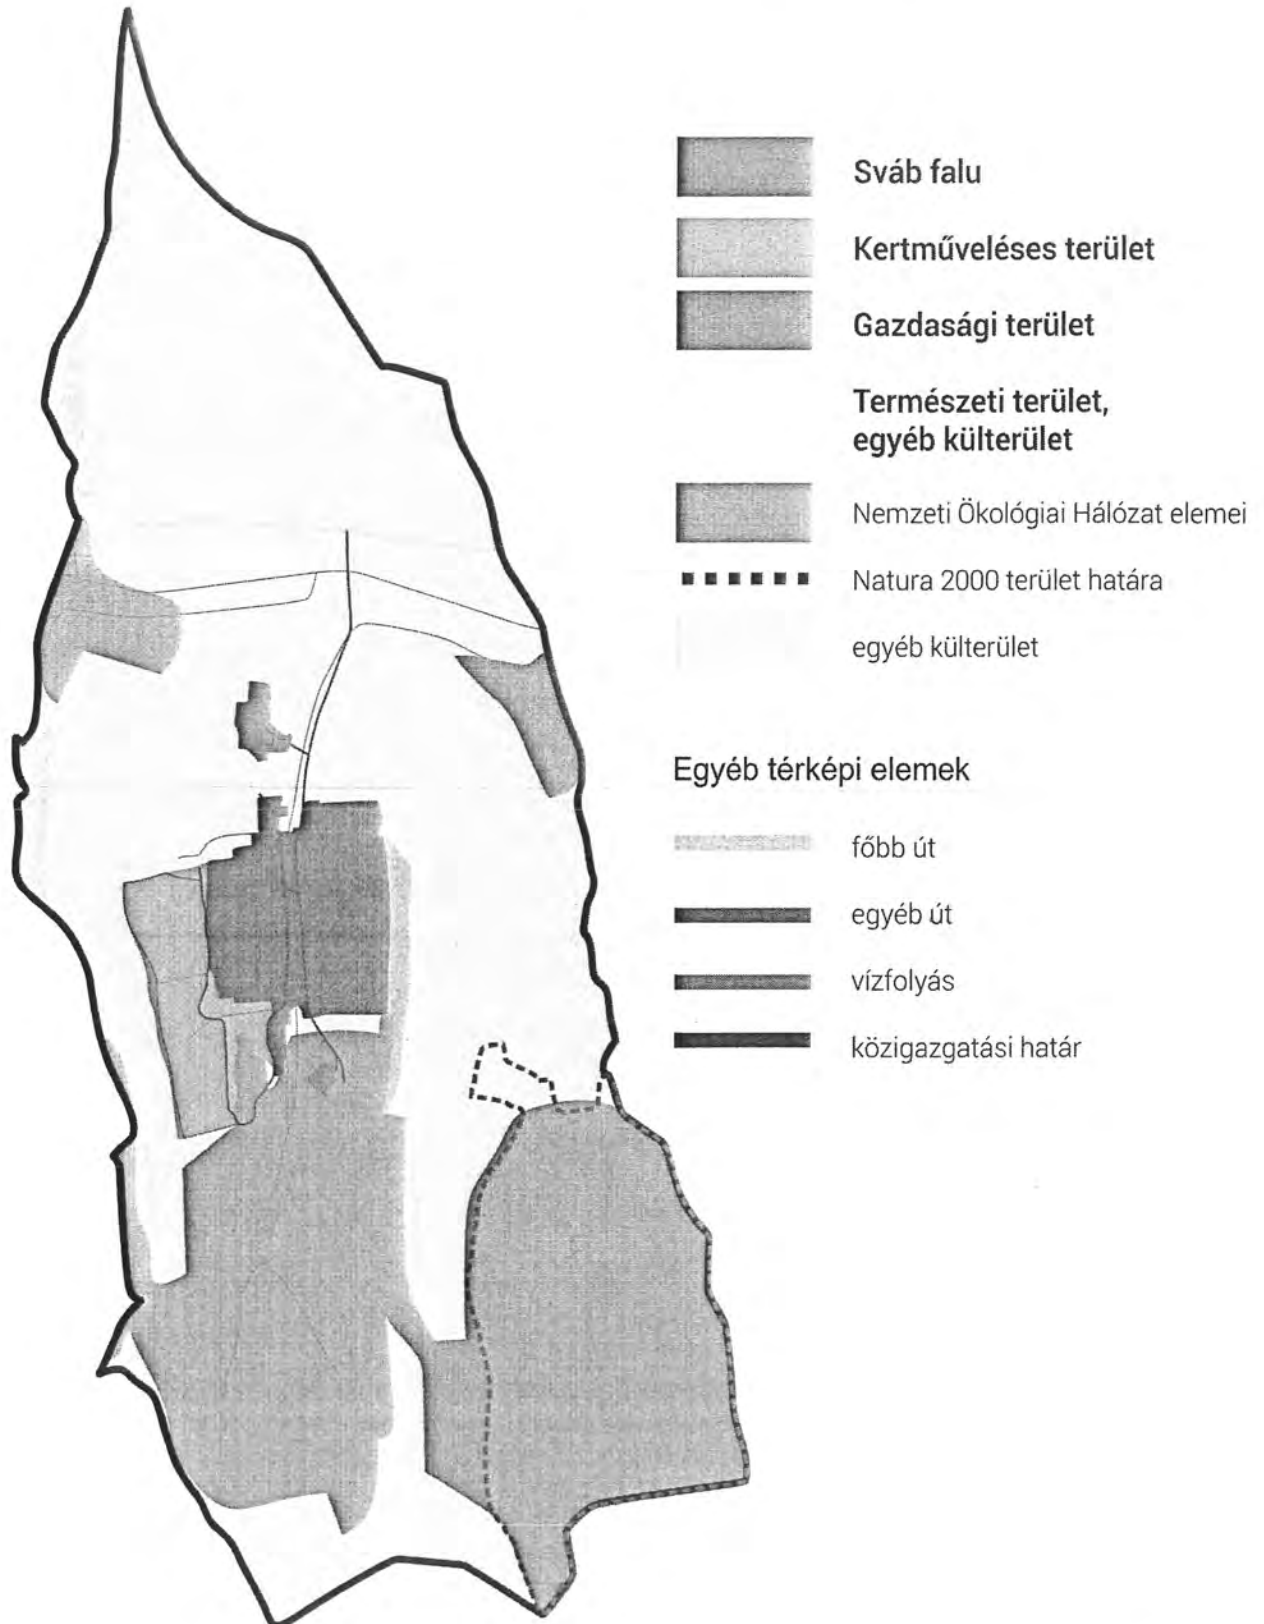 Sváb falu
Kertműveléses terület
Gazdasági terület
Természeti terület,
egyéb külterület
Nemzeti Ökológiai Hálózat elemei
Natura 2000 terület határa
egyéb külterület
Egyéb térképi elemek
főbb út
egyéb út
vízfolyás
közigazgatási határ